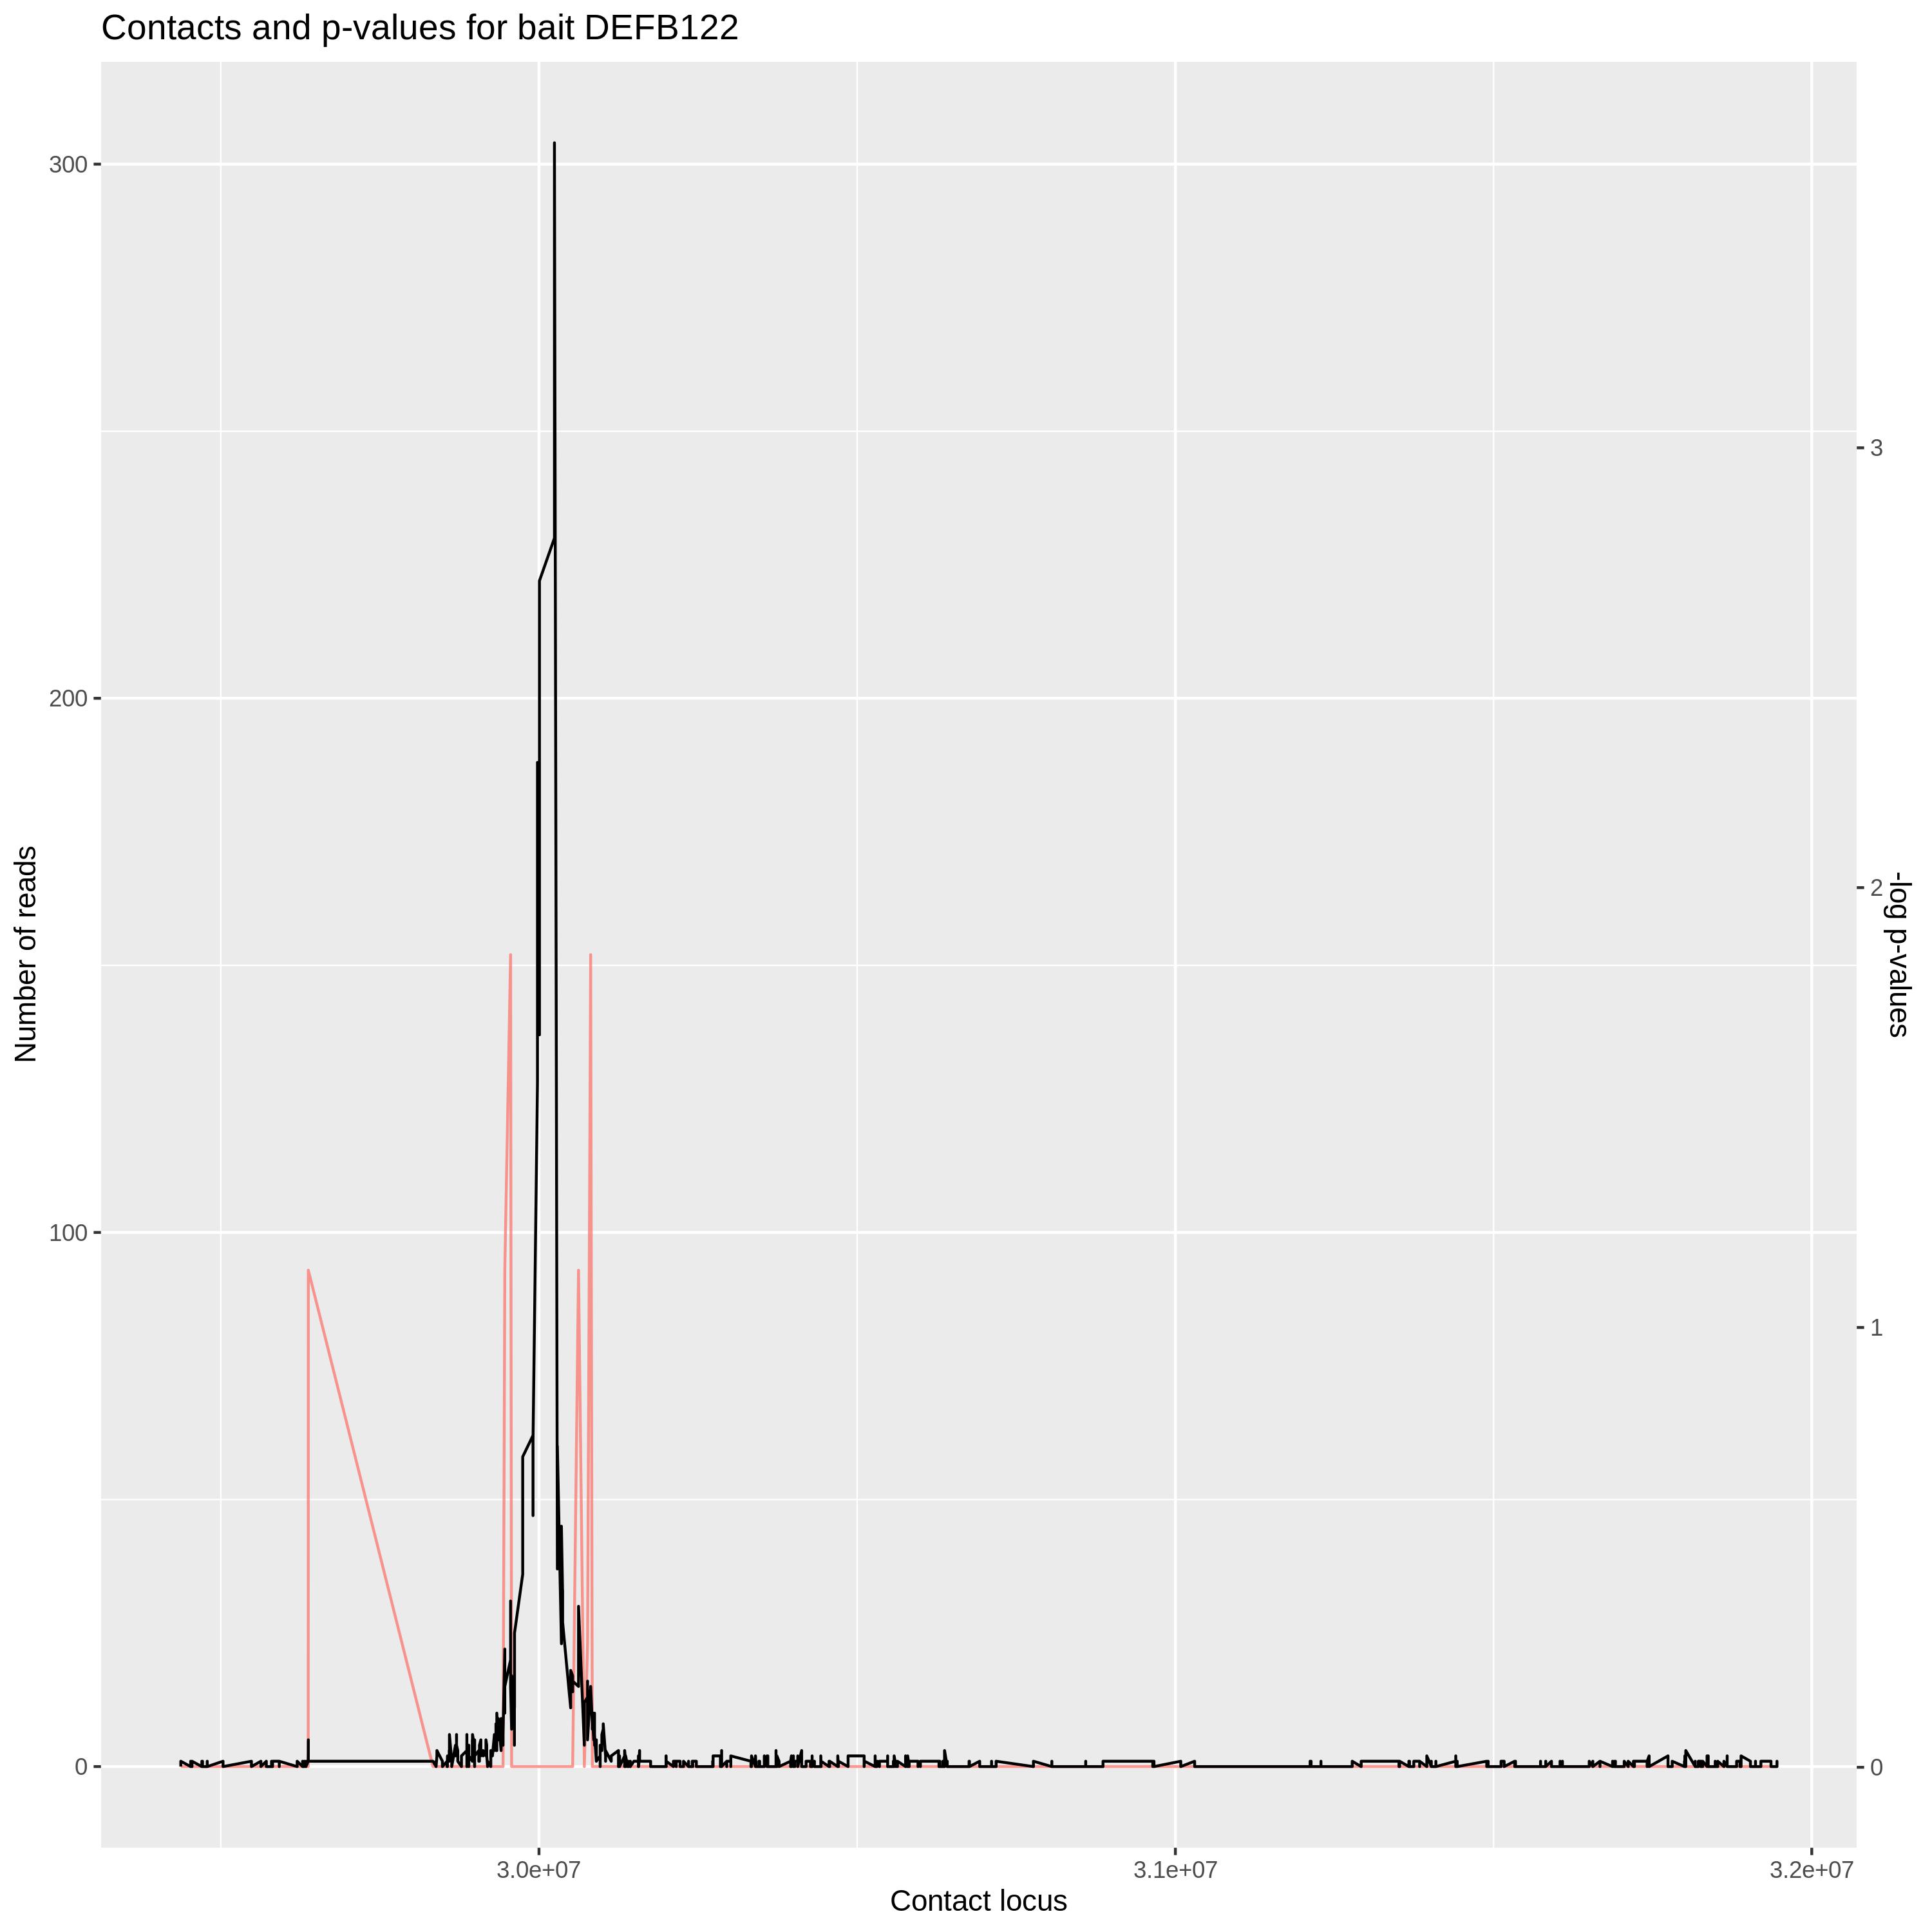 Contacts and p-values for bait DEFB122
Number of reads
300
200
100
0
3
2
1
0
-log p-values
3.0e+07
3.1e+07
3.2e+07
Contact locus